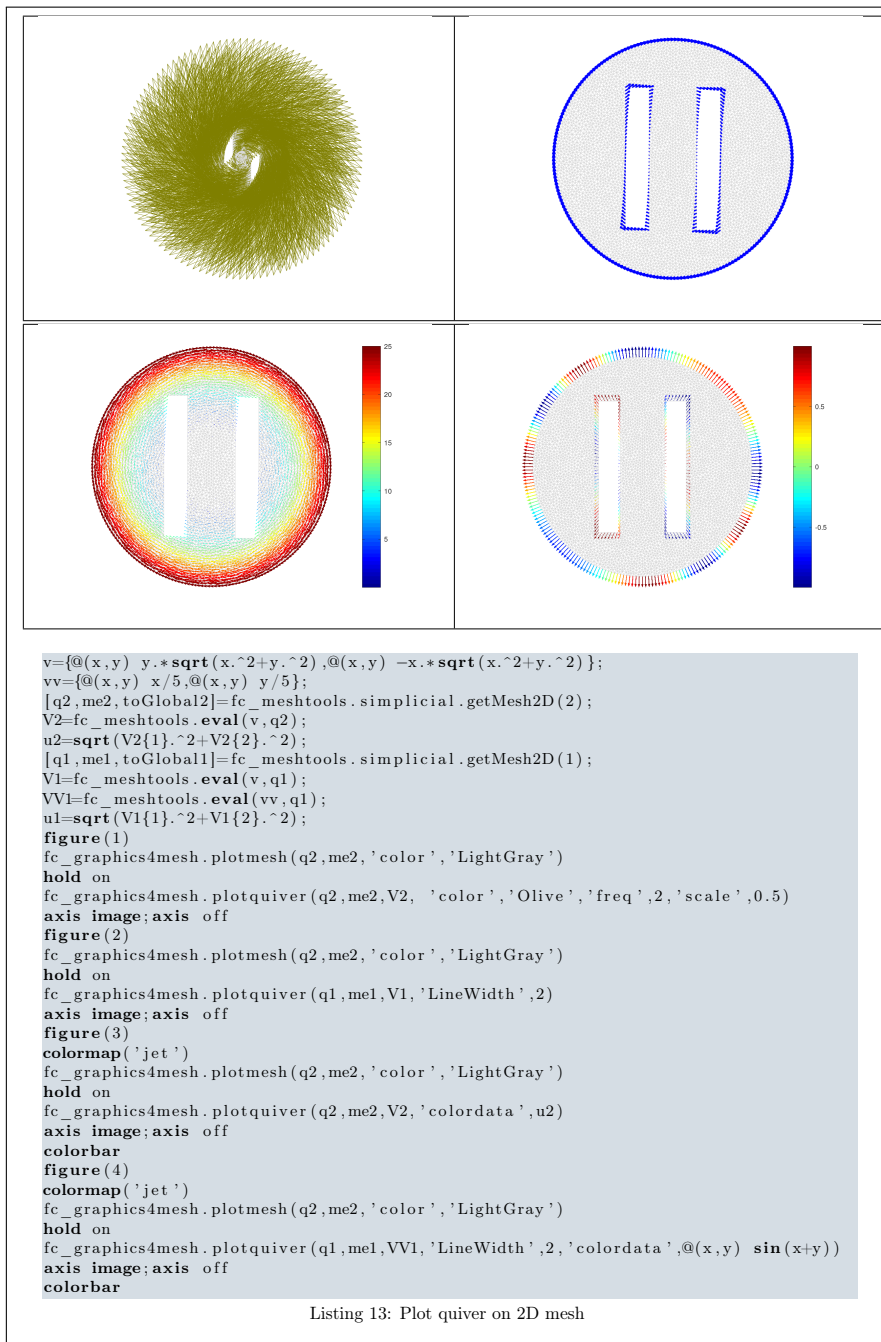 25
20
15
10
5
0.5
0
-0.5
v={@(x,y) y.*sqrt(x.^2+y.^2),@(x,y) −x.*sqrt(x.^2+y.^2)};
vv={@(x,y) x/5,@(x,y) y/5};
[q2,me2,toGlobal2]=fc_meshtools.simplicial.getMesh2D(2);
V2=fc_meshtools.eval(v,q2);
u2=sqrt(V2{1}.^2+V2{2}.^2);
[q1,me1,toGlobal1]=fc_meshtools.simplicial.getMesh2D(1);
V1=fc_meshtools.eval(v,q1);
VV1=fc_meshtools.eval(vv,q1);
u1=sqrt(V1{1}.^2+V1{2}.^2);
figure(1)
fc_graphics4mesh.plotmesh(q2,me2,'color','LightGray')
hold on
fc_graphics4mesh.plotquiver(q2,me2,V2, 'color','Olive','freq',2,'scale',0.5)
axis image;axis off
figure(2)
fc_graphics4mesh.plotmesh(q2,me2,'color','LightGray')
hold on
fc_graphics4mesh.plotquiver(q1,me1,V1,'LineWidth',2)
axis image;axis off
figure(3)
colormap('jet')
fc_graphics4mesh.plotmesh(q2,me2,'color','LightGray')
hold on
fc_graphics4mesh.plotquiver(q2,me2,V2,'colordata',u2)
axis image;axis off
colorbar
figure(4)
colormap('jet')
fc_graphics4mesh.plotmesh(q2,me2,'color','LightGray')
hold on
fc_graphics4mesh.plotquiver(q1,me1,VV1,'LineWidth',2,'colordata',@(x,y) sin(x+y))
axis image;axis off
colorbar
Listing 13: Plot quiver on 2D mesh